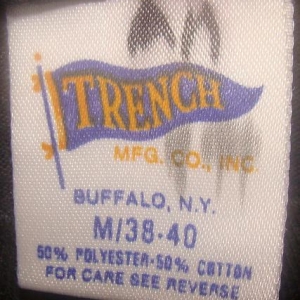 TRENCH
MFG. CO., INC.
BUFFALO, N.Y.
M/38-40
50% POLYESTER-50% COTTON
FOR CARE SEE REVERSE